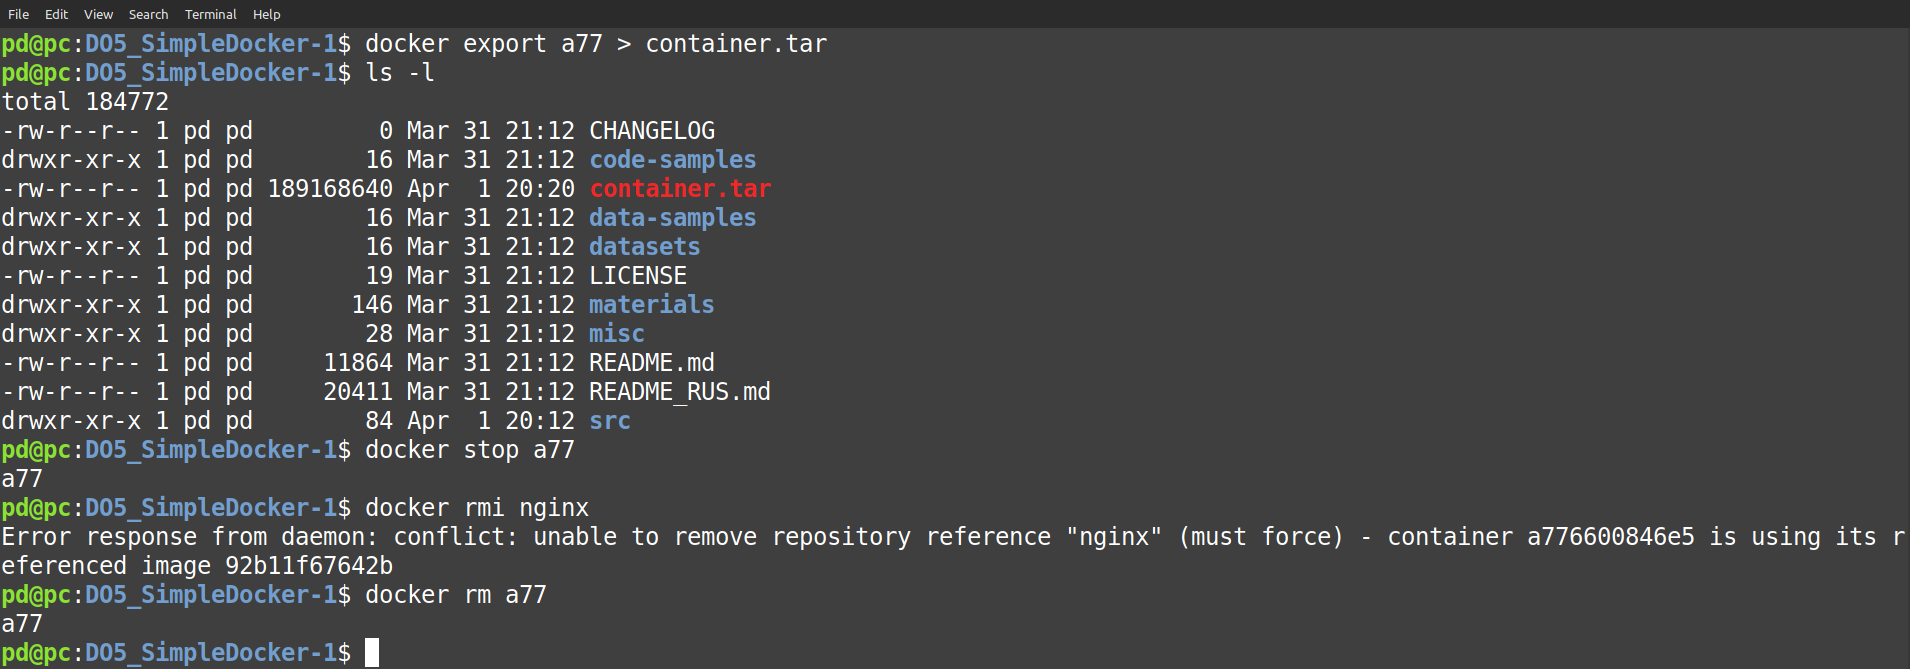 File Edit View Search Terminal Help
pd@pc:DO5_SimpleDocker-1$ docker export a77 > container.tar
pd@pc:DO5_SimpleDocker-1$ ls -l
total 184772
-rw-r--r-- 1 pd pd         0 Mar 31 21:12 CHANGELOG
drwxr-xr-x 1 pd pd        16 Mar 31 21:12 code-samples
-rw-r--r-- 1 pd pd 189168640 Apr  1 20:20 container.tar
drwxr-xr-x 1 pd pd        16 Mar 31 21:12 data-samples
drwxr-xr-x 1 pd pd        16 Mar 31 21:12 datasets
-rw-r--r-- 1 pd pd        19 Mar 31 21:12 LICENSE
drwxr-xr-x 1 pd pd       146 Mar 31 21:12 materials
drwxr-xr-x 1 pd pd        28 Mar 31 21:12 misc
-rw-r--r-- 1 pd pd     11864 Mar 31 21:12 README.md
-rw-r--r-- 1 pd pd     20411 Mar 31 21:12 README_RUS.md
drwxr-xr-x 1 pd pd        84 Apr  1 20:12 src
pd@pc:DO5_SimpleDocker-1$ docker stop a77
a77
pd@pc:DO5_SimpleDocker-1$ docker rmi nginx
Error response from daemon: conflict: unable to remove repository reference "nginx" (must force) - container a776600846e5 is using its r
eferenced image 92b11f67642b
pd@pc:DO5_SimpleDocker-1$ docker rm a77
a77
pd@pc:DO5_SimpleDocker-1$